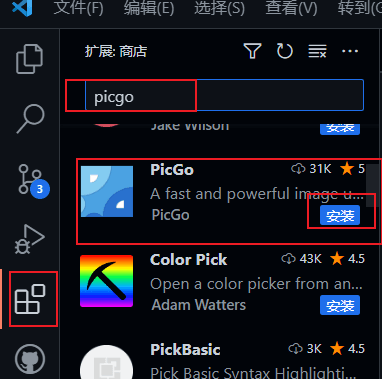 文件(F) 编辑(E) 选择(S) 查看(V) 转到(G
扩展: 商店
picgo
Jake Wilson 安装
PicGo 31K ★ 5
A fast and powerful image u...
PicGo 安装
3
Color Pick 43K ★ 4.5
Open a color picker from an...
Adam Watters 安装
PickBasic 3K ★ 4.5
Pick Basic Syntax Highlighti...